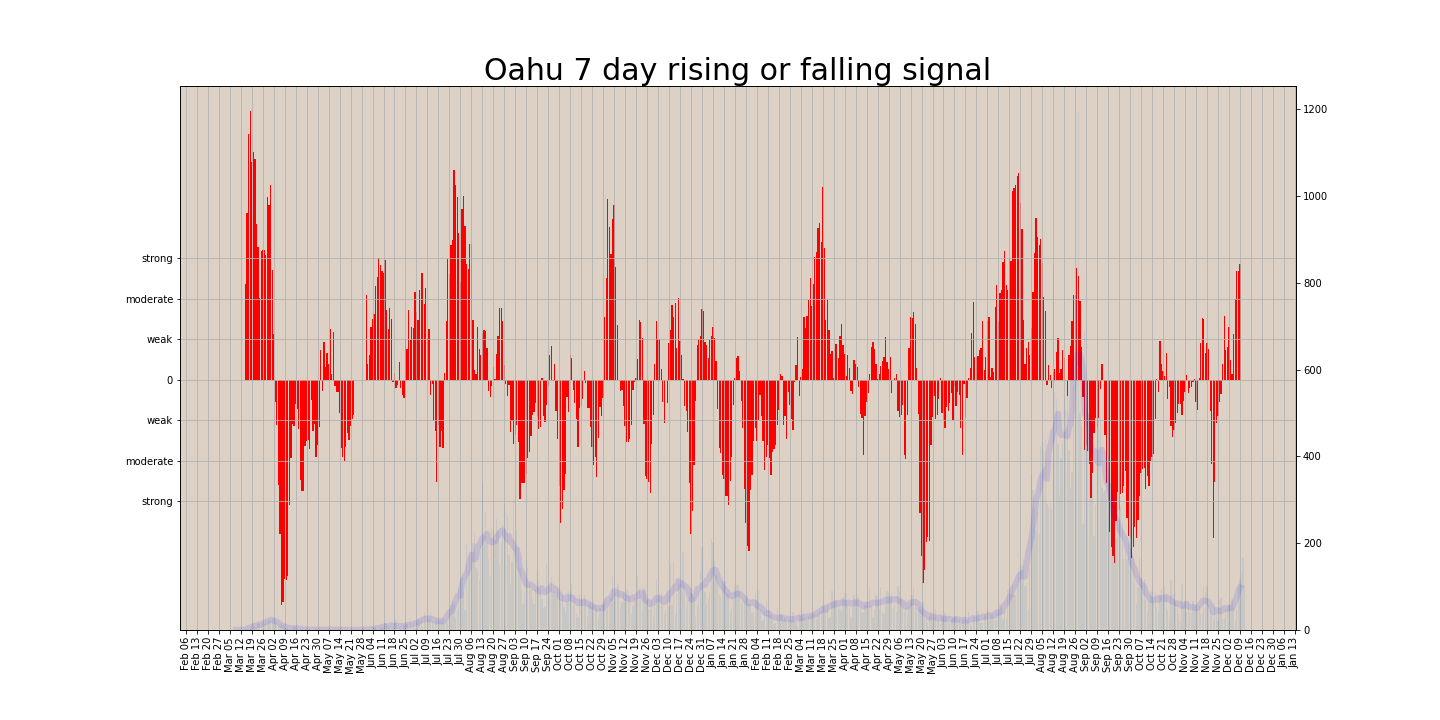 Oahu 7 day rising or falling signal
strong
moderate
weak
0
weak
moderate
strong
1200
1000
800
600
400
200
0
Feb 06
Feb 13
Feb 20
Feb 27
Mar 05
Mar 12
Mar 19
Mar 26
Apr 02
Apr 09
Apr 16
Apr 23
Apr 30
May 07
May 14
May 21
May 28
Jun 04
Jun 11
Jun 18
Jun 25
Jul 02
Jul 09
Jul 16
Jul 23
Jul 30
Aug 06
Aug 13
Aug 20
Aug 27
Sep 03
Sep 10
Sep 17
Sep 24
Oct 01
Oct 08
Oct 15
Oct 22
Oct 29
Nov 05
Nov 12
Nov 19
Nov 26
Dec 03
Dec 10
Dec 17
Dec 24
Dec 31
Jan 07
Jan 14
Jan 21
Jan 28
Feb 04
Feb 11
Feb 18
Feb 25
Mar 04
Mar 11
Mar 18
Mar 25
Apr 01
Apr 08
Apr 15
Apr 22
Apr 29
May 06
May 13
May 20
May 27
Jun 03
Jun 10
Jun 17
Jun 24
Jul 01
Jul 08
Jul 15
Jul 22
Jul 29
Aug 05
Aug 12
Aug 19
Aug 26
Sep 02
Sep 09
Sep 16
Sep 23
Sep 30
Oct 07
Oct 14
Oct 21
Oct 28
Nov 04
Nov 11
Nov 18
Nov 25
Dec 02
Dec 09
Dec 16
Dec 23
Dec 30
Jan 06
Jan 13